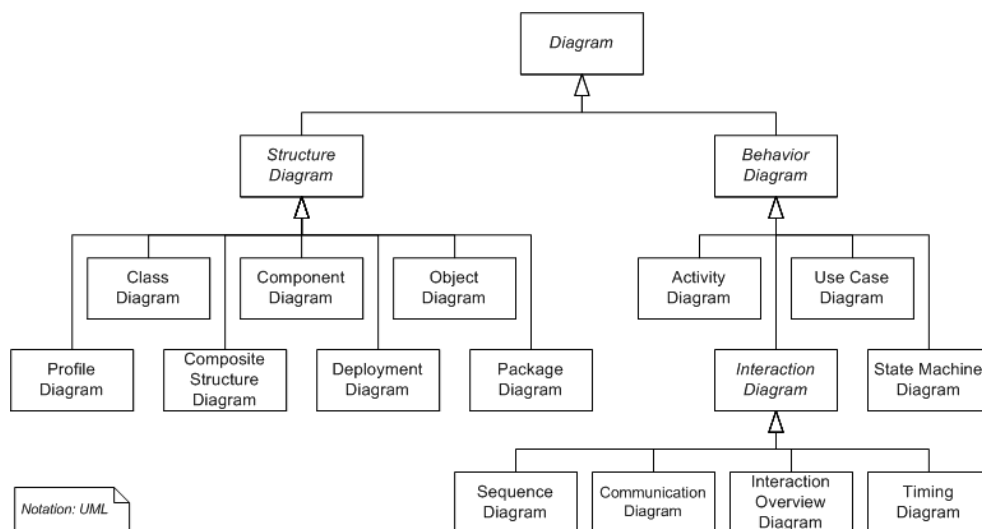 Diagram
Structure
Diagram
Behavior
Diagram
Class
Diagram
Component
Diagram
Object
Diagram
Activity
Diagram
Use Case
Diagram
Profile
Diagram
Composite
Structure
Diagram
Deployment
Diagram
Package
Diagram
Interaction
Diagram
State Machine
Diagram
Sequence
Diagram
Communication
Diagram
Interaction
Overview
Diagram
Timing
Diagram
Notation: UML